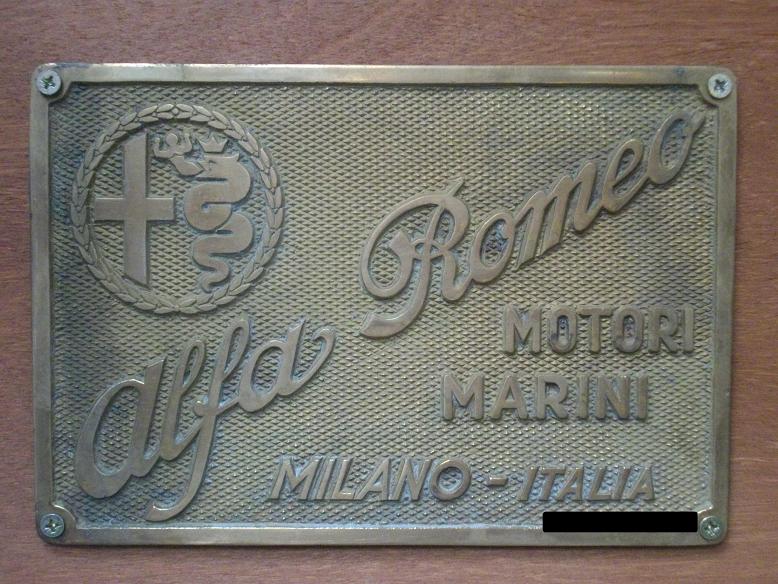 Alfa Romeo
MOTORI
MARINI
MILANO - ITALIA